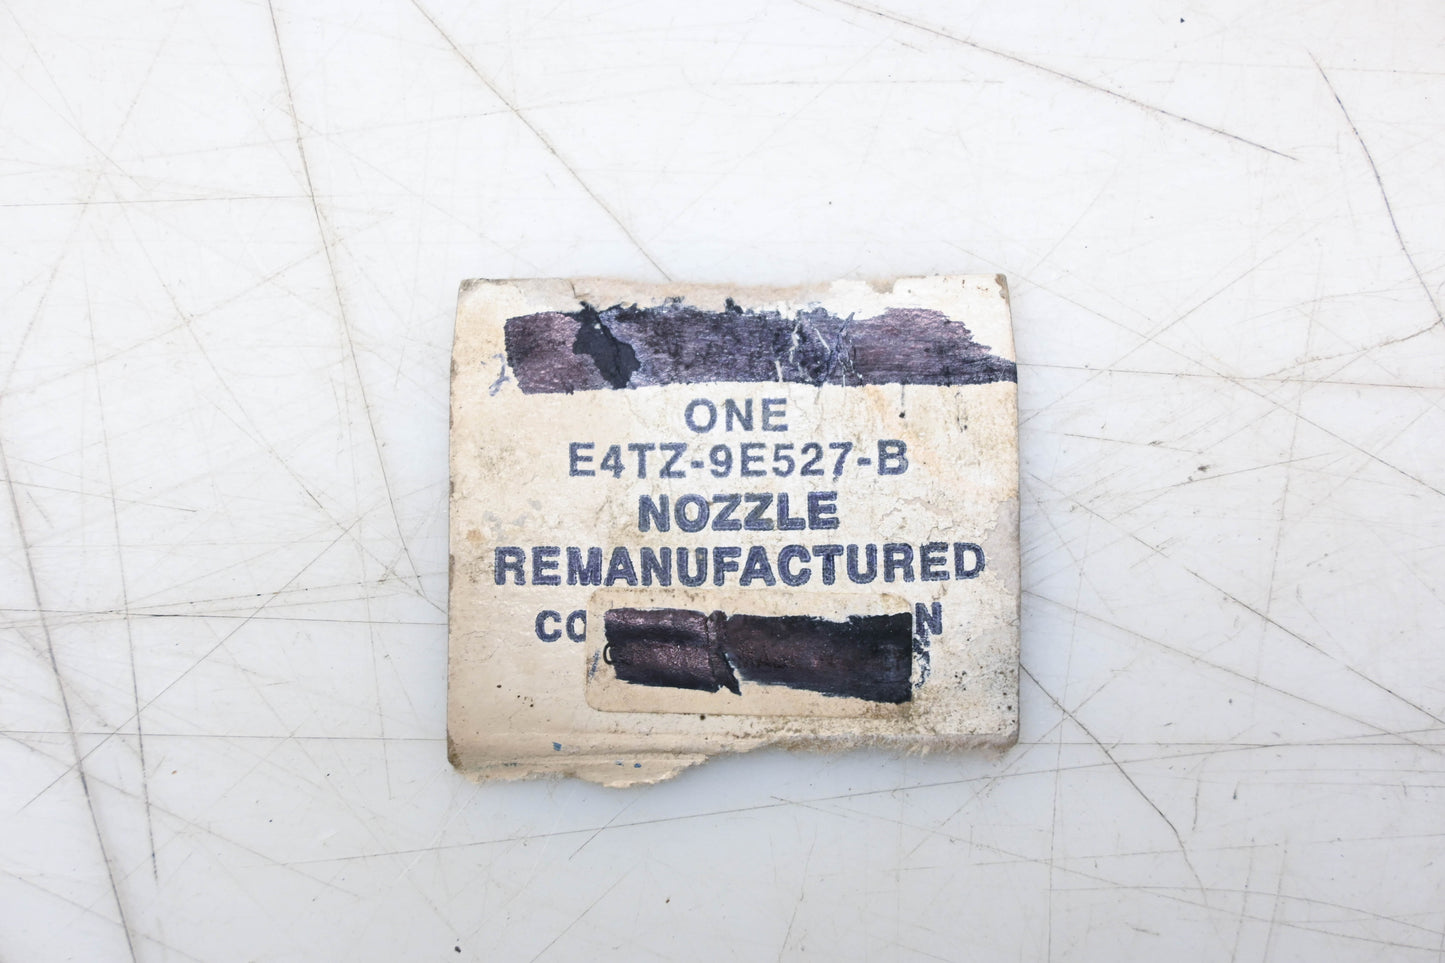 ONE
E4TZ-9E527-B
NOZZLE
REMANUFACTURED